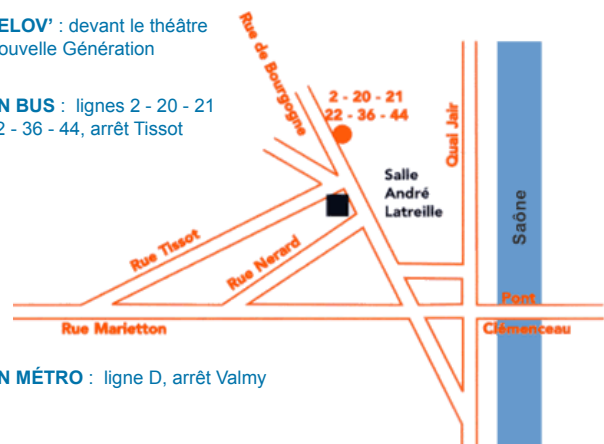 ELOV’ : devant le théâtre
ouvelle Génération
N BUS : lignes 2 - 20 - 21
2 - 36 - 44, arrêt Tissot
Rue de Bourgogne
2 - 20 - 21
22 - 36 - 44
Quai Jair
Salle
André
Latreille
Saône
Rue Tissot
Rue Nerard
Rue Marietton
Pont
Clémenceau
N MÉTRO : ligne D, arrêt Valmy